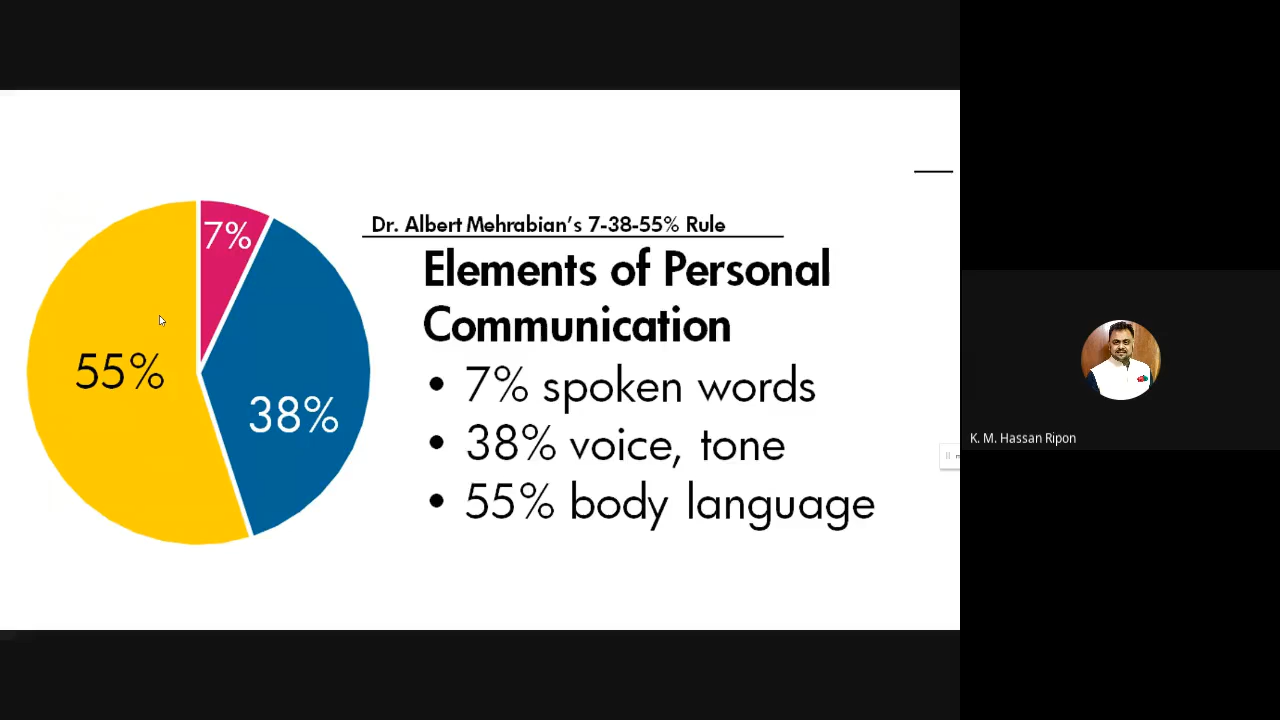 Dr. Albert Mehrabian's 7-38-55% Rule
Elements of Personal
Communication
• 7% spoken words
• 38% voice, tone
• 55% body language
7%
55%
38%
K. M. Hassan Ripon